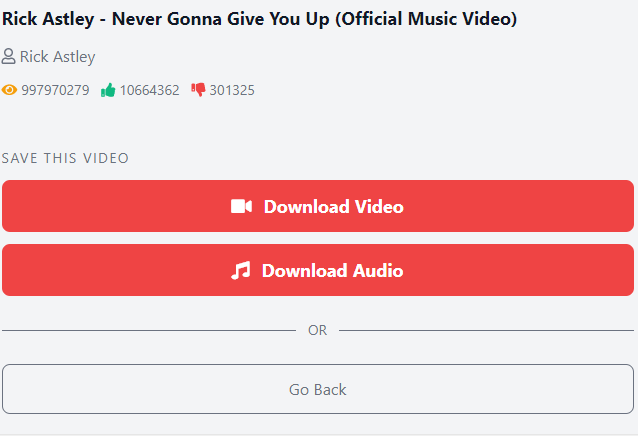 Rick Astley - Never Gonna Give You Up (Official Music Video)
Rick Astley
997970279 10664362 301325
SAVE THIS VIDEO
Download Video
Download Audio
OR
Go Back